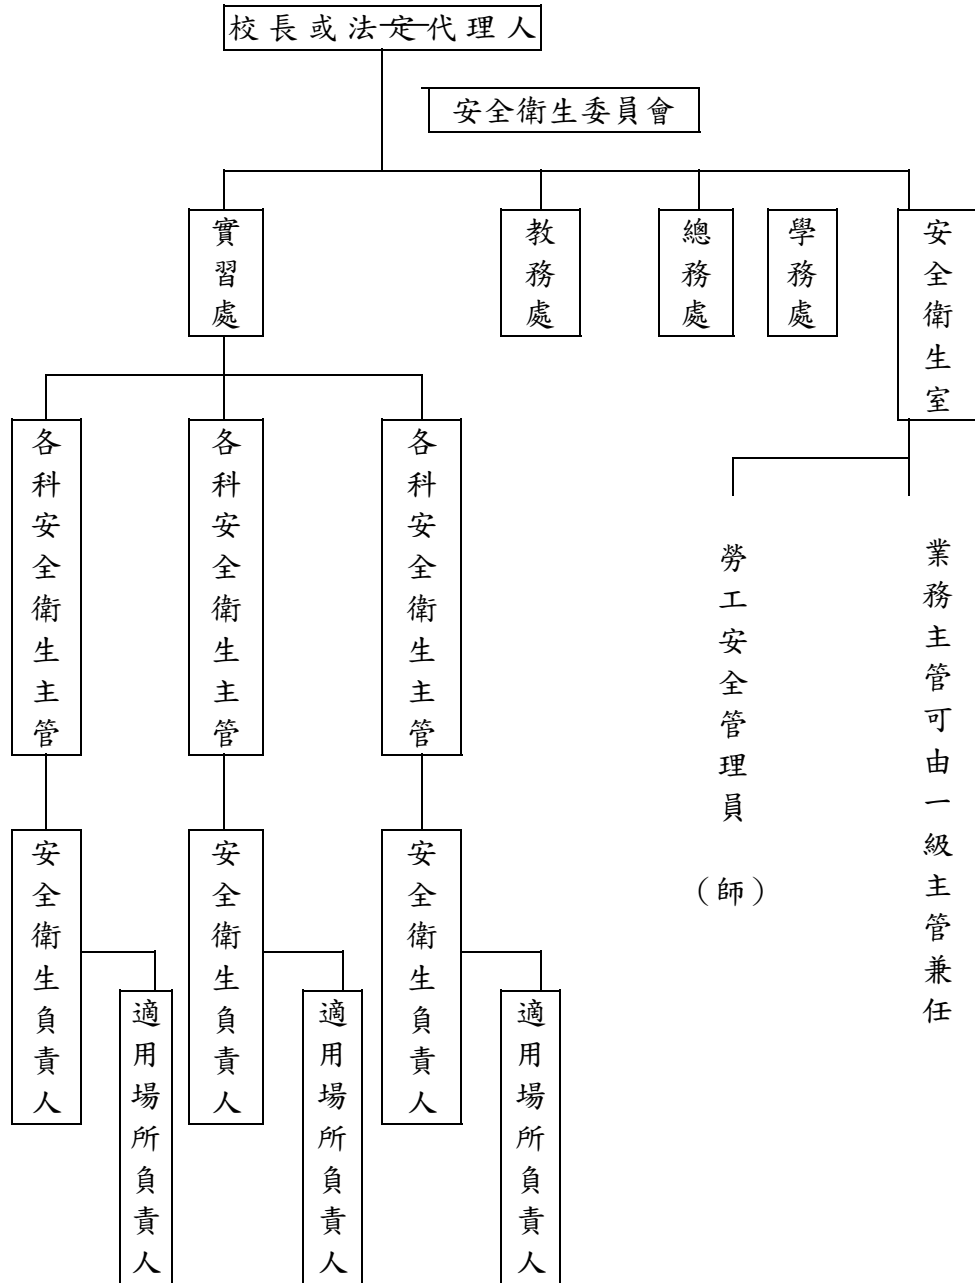 校長或法定代理人
安全衛生委員會
實習處
教務處
總務處
學務處
安全衛生室
各科安全衛生主管
各科安全衛生主管
各科安全衛生主管
勞工安全管理員（師）
業務主管可由一級主管兼任
安全衛生負責人
安全衛生負責人
安全衛生負責人
適用場所負責人
適用場所負責人
適用場所負責人